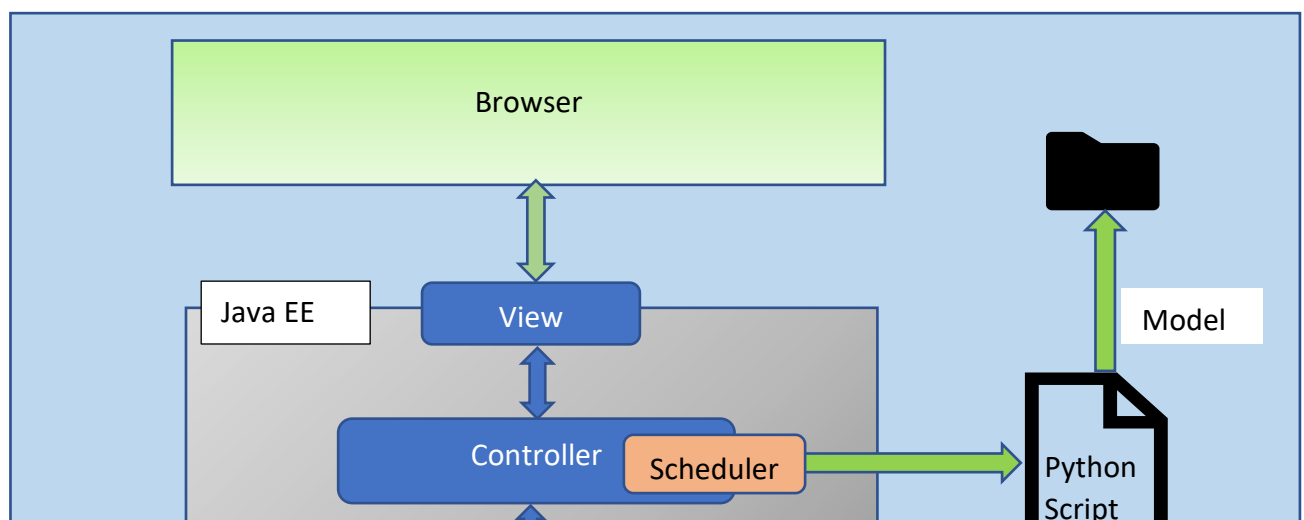 Browser
Java EE
View
Model
Controller
Scheduler
Python
Script